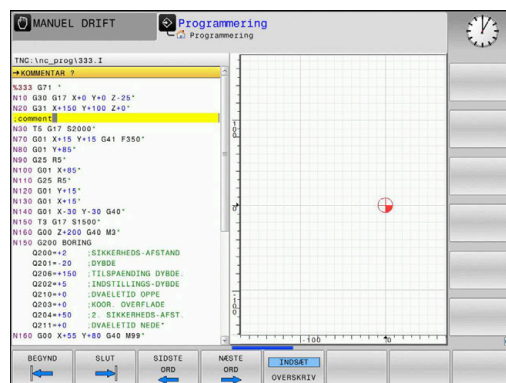 MANUEL DRIFT
Programmering
Programmering
TNC:\nc_prog\333.I
→KOMMENTAR ?
%333 G71 *
N10 G30 G17 X+0 Y+0 Z-25*
N20 G31 X+150 Y+100 Z+0*
;comment
N30 T5 G17 S2000*
N70 G01 X+15 Y+15 G41 F350*
N80 G01 Y+85*
N90 G25 R5*
N100 G01 X+85*
N110 G25 R5*
N120 G01 Y+15*
N130 G01 X+15*
N140 G01 X-30 Y-30 G40*
N150 T3 G17 S1500*
N160 G00 Z+200 G40 M3*
N150 G200 BORING
Q200=+2 ;SIKKERHEDS-AFSTAND
Q201=-20 ;DYBDE
Q206=+150 ;TILSPAENDING DYBDE.
Q202=+5 ;INDSTILLINGS-DYBDE
Q210=+0 ;DVAELETID OPPE
Q203=+0 ;KOOR. OVERFLADE
Q204=+50 ;2. SIKKERHEDS-AFST.
Q211=+0 ;DVAELETID NEDE*
N160 G00 X+55 Y+80 G40 M99*
100
0
-100
-100
0
BEGYND
SLUT
SIDSTE
ORD
NÆSTE
ORD
INDSÆT
OVERSKRIV